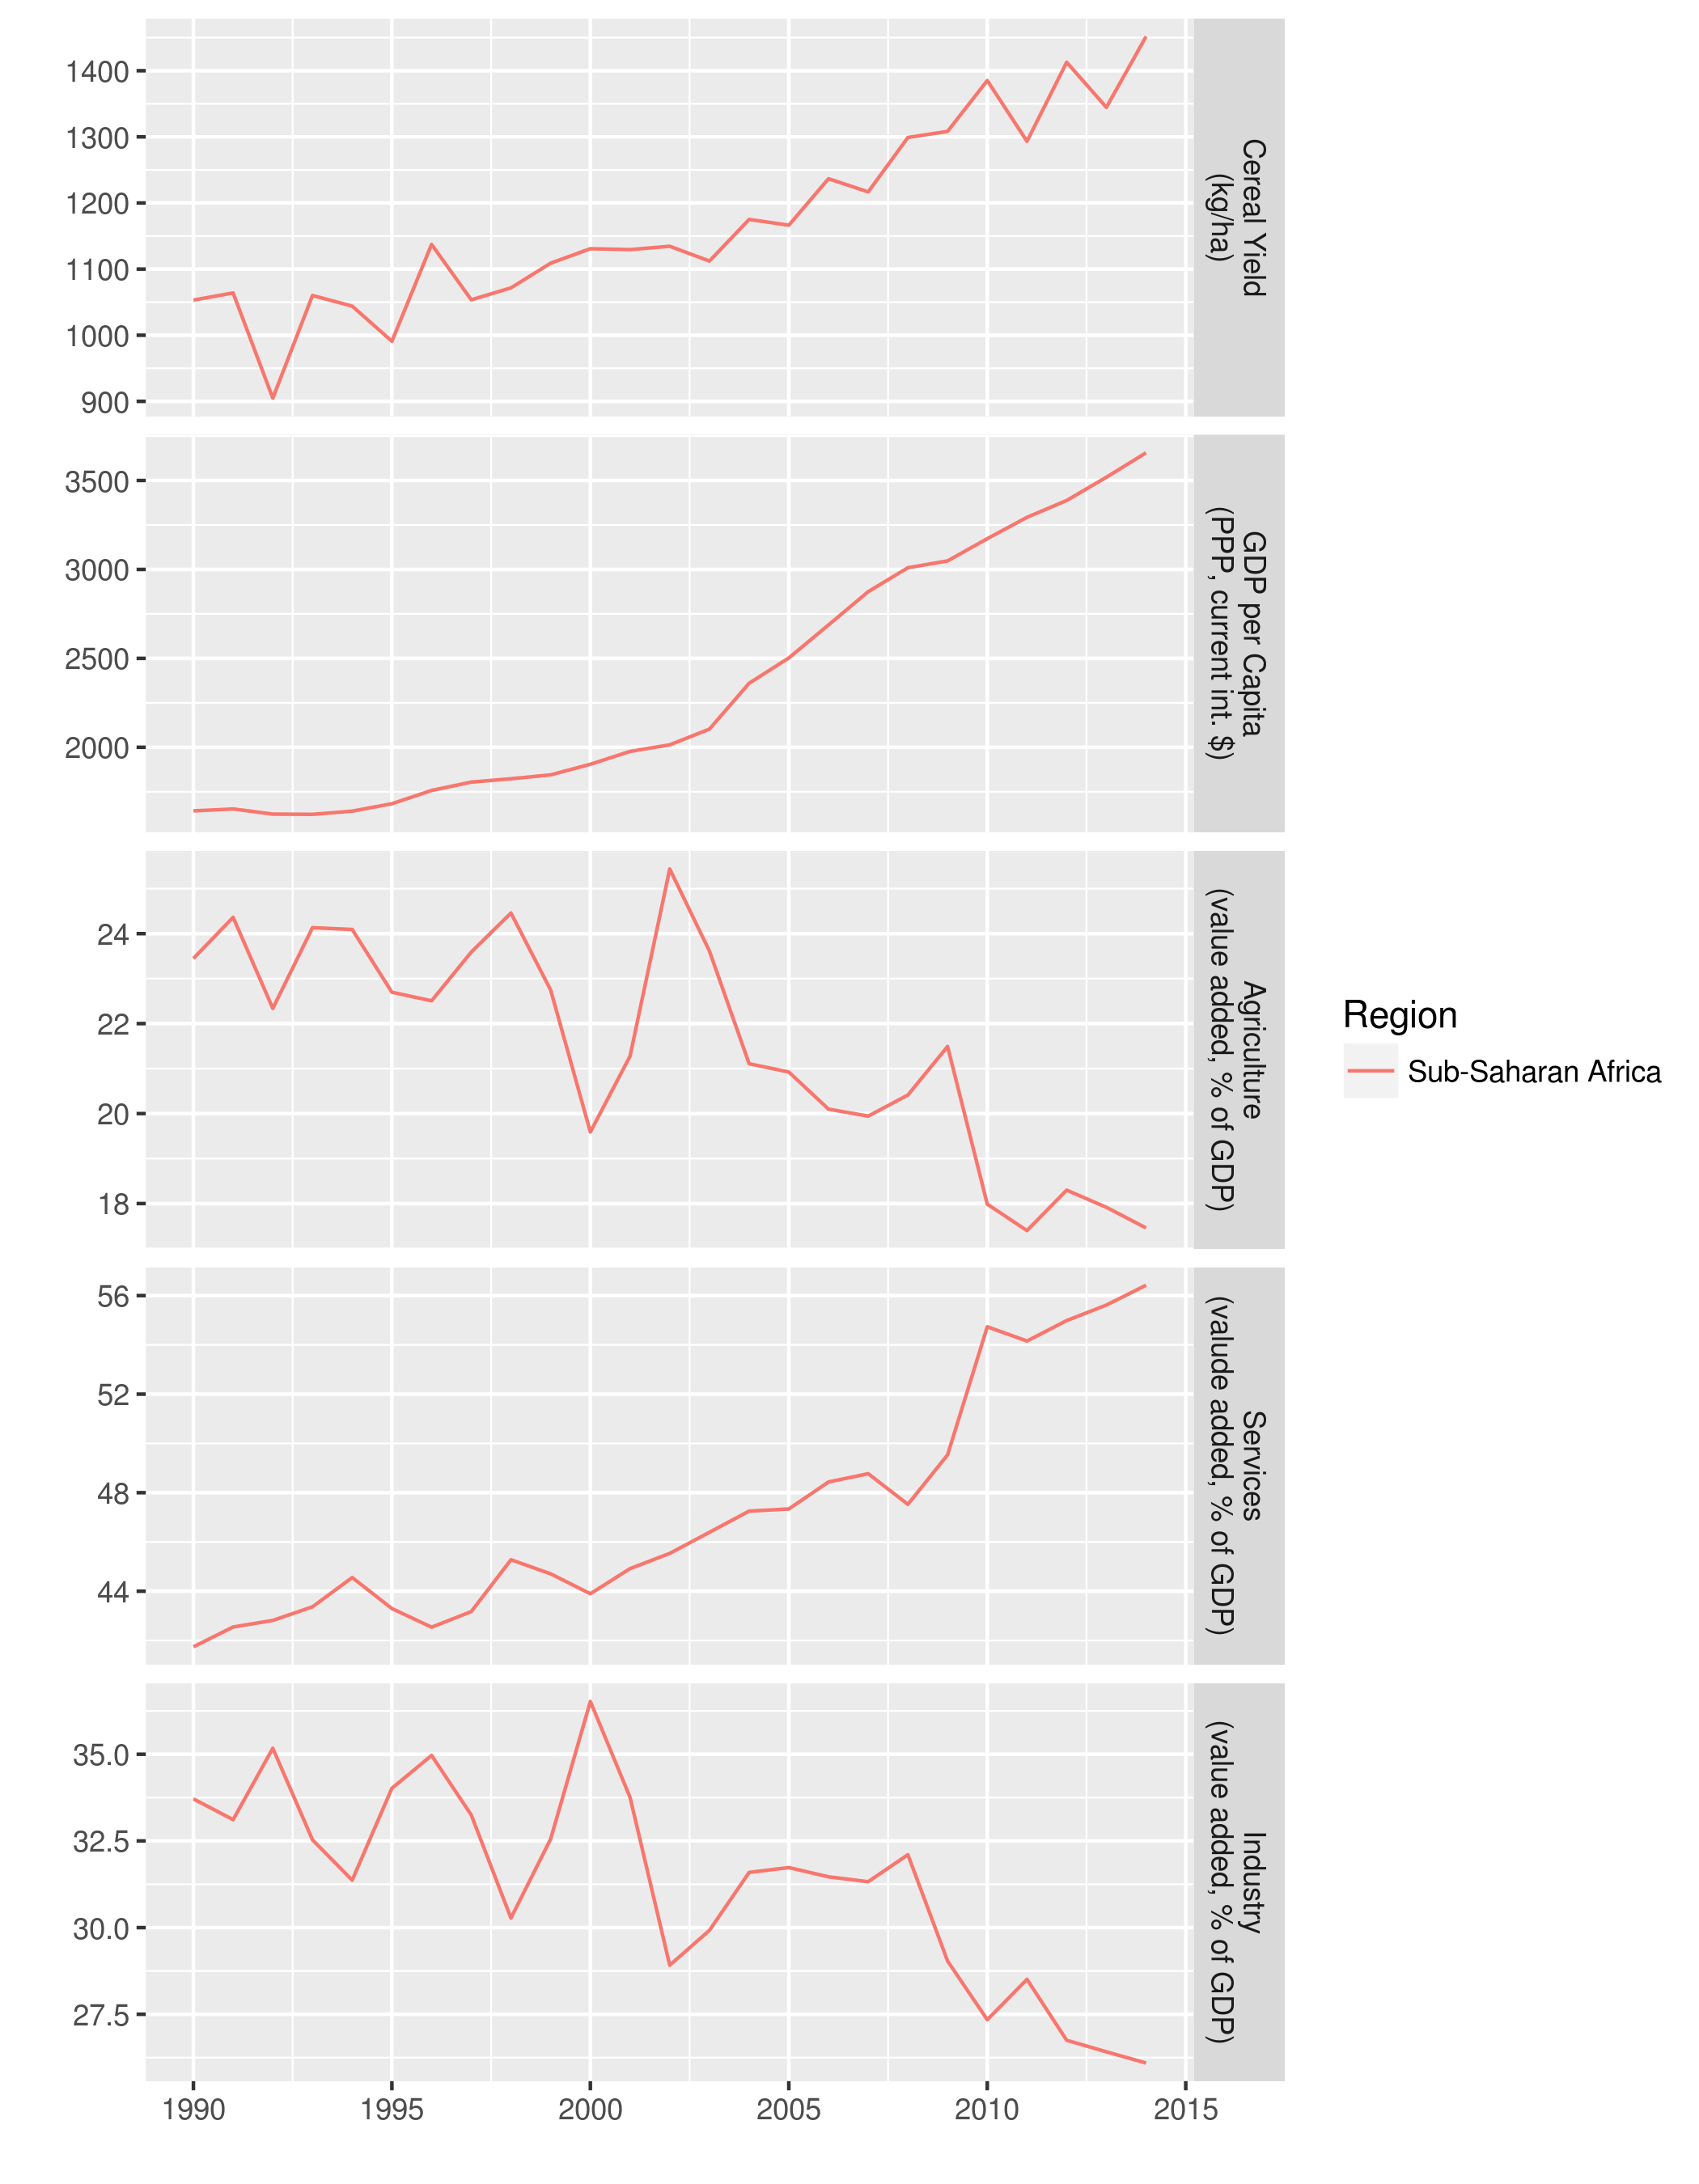 1400
1300
1200
1100
1000
900
Cereal Yield
(kg/ha)
3500
3000
2500
2000
GDP per Capita
(PPP, current int. $)
24
22
20
18
Agriculture
(value added, % of GDP)
Region
Sub-Saharan Africa
56
52
48
44
Services
(valude added, % of GDP)
35.0
32.5
30.0
27.5
Industry
(value added, % of GDP)
1990 1995 2000 2005 2010 2015